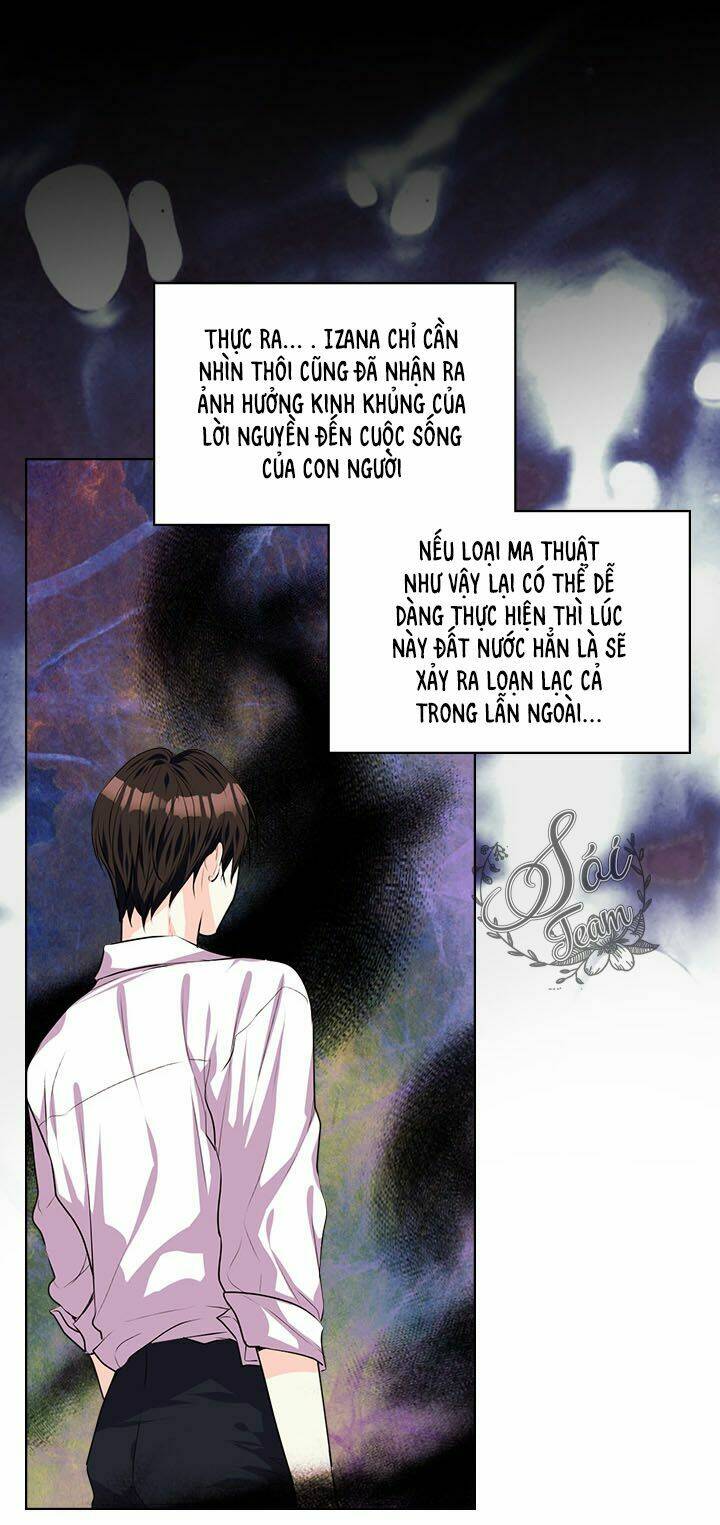 THỰC RA... . IZANA CHỈ CẦN
NHÌN THÔI CŨNG ĐÃ NHẬN RA
ẢNH HƯỞNG KINH KHỦNG CỦA
LỜI NGUYỀN ĐẾN CUỘC SỐNG
CỦA CON NGƯỜI
NẾU LOẠI MA THUẬT
NHƯ VẬY LẠI CÓ THỂ DỄ
DÀNG THỰC HIỆN THÌ LÚC
NÀY ĐẤT NƯỚC HẲN LÀ SẼ
XẢY RA LOẠN LẠC CẢ
TRONG LẪN NGOÀI...
Sói
Team